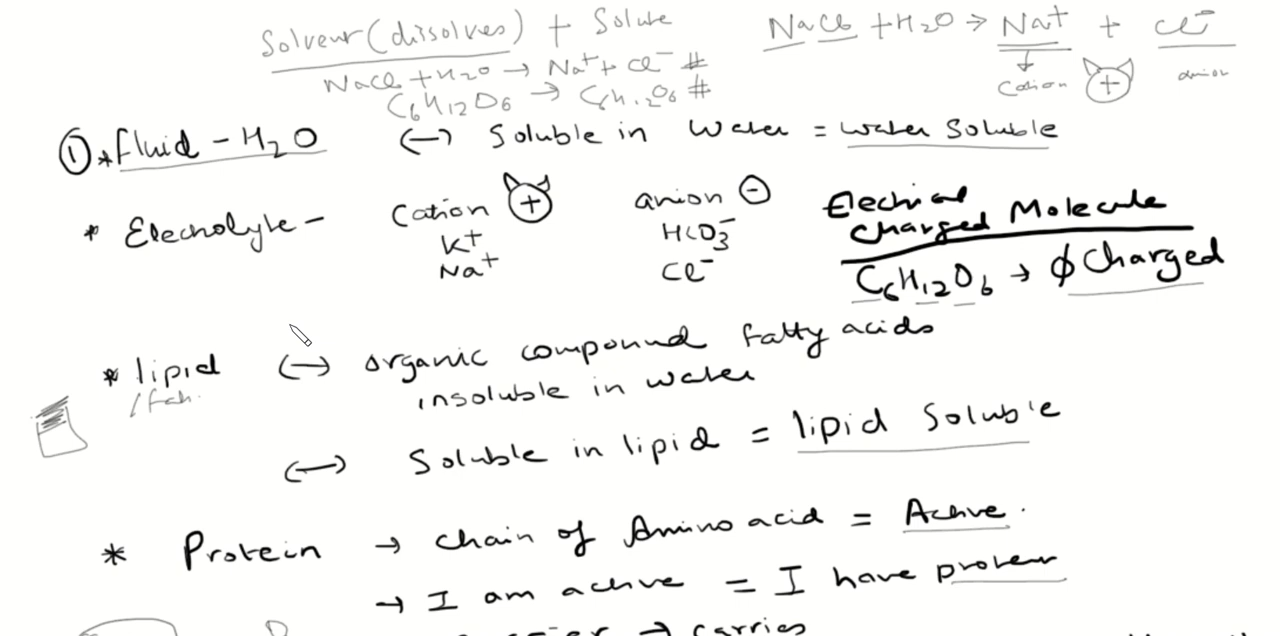 Solvent (dissolves) + Solute
NaCl + H2O → Na+ + Cl- #
C6H12O6 → C6H12O6 #
NaCl + H2O → Na+ + Cl-
Cation + anion
① * fluid - H2O ↔ Soluble in Water = water Soluble
* Electrolyte - Cation + anion -
K+ HCO3-
Na+ Cl-
Electrical
Charged Molecule
C6H12O6 → ϕ Charged
* lipid ↔ organic compound fatty acids
/fat. insoluble in water
↔ Soluble in lipid = lipid Soluble
* Protein → chain of Amino acid = Active.
→ I am active = I have protein
→ carries